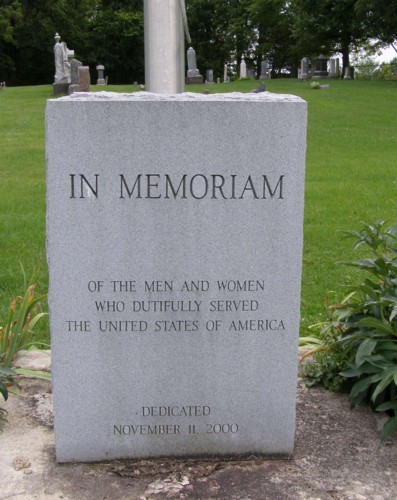 IN MEMORIAM
OF THE MEN AND WOMEN
WHO DUTIFULLY SERVED
THE UNITED STATES OF AMERICA
DEDICATED
NOVEMBER 11, 2000